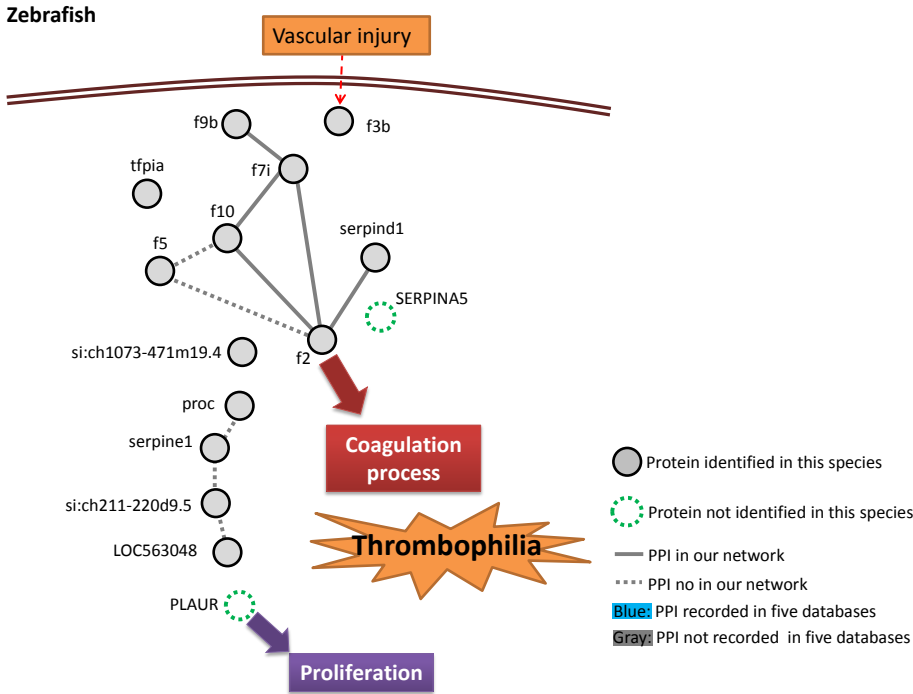 Zebrafish
Vascular injury
f9b
f3b
f7i
tfpia
f10
serpind1
f5
SERPINA5
f2
si:ch1073-471m19.4
proc
serpine1
Coagulation
process
si:ch211-220d9.5
LOC563048
Thrombophilia
PLAUR
Proliferation
Protein identified in this species
Protein not identified in this species
PPI in our network
PPI no in our network
Blue: PPI recorded in five databases
Gray: PPI not recorded in five databases